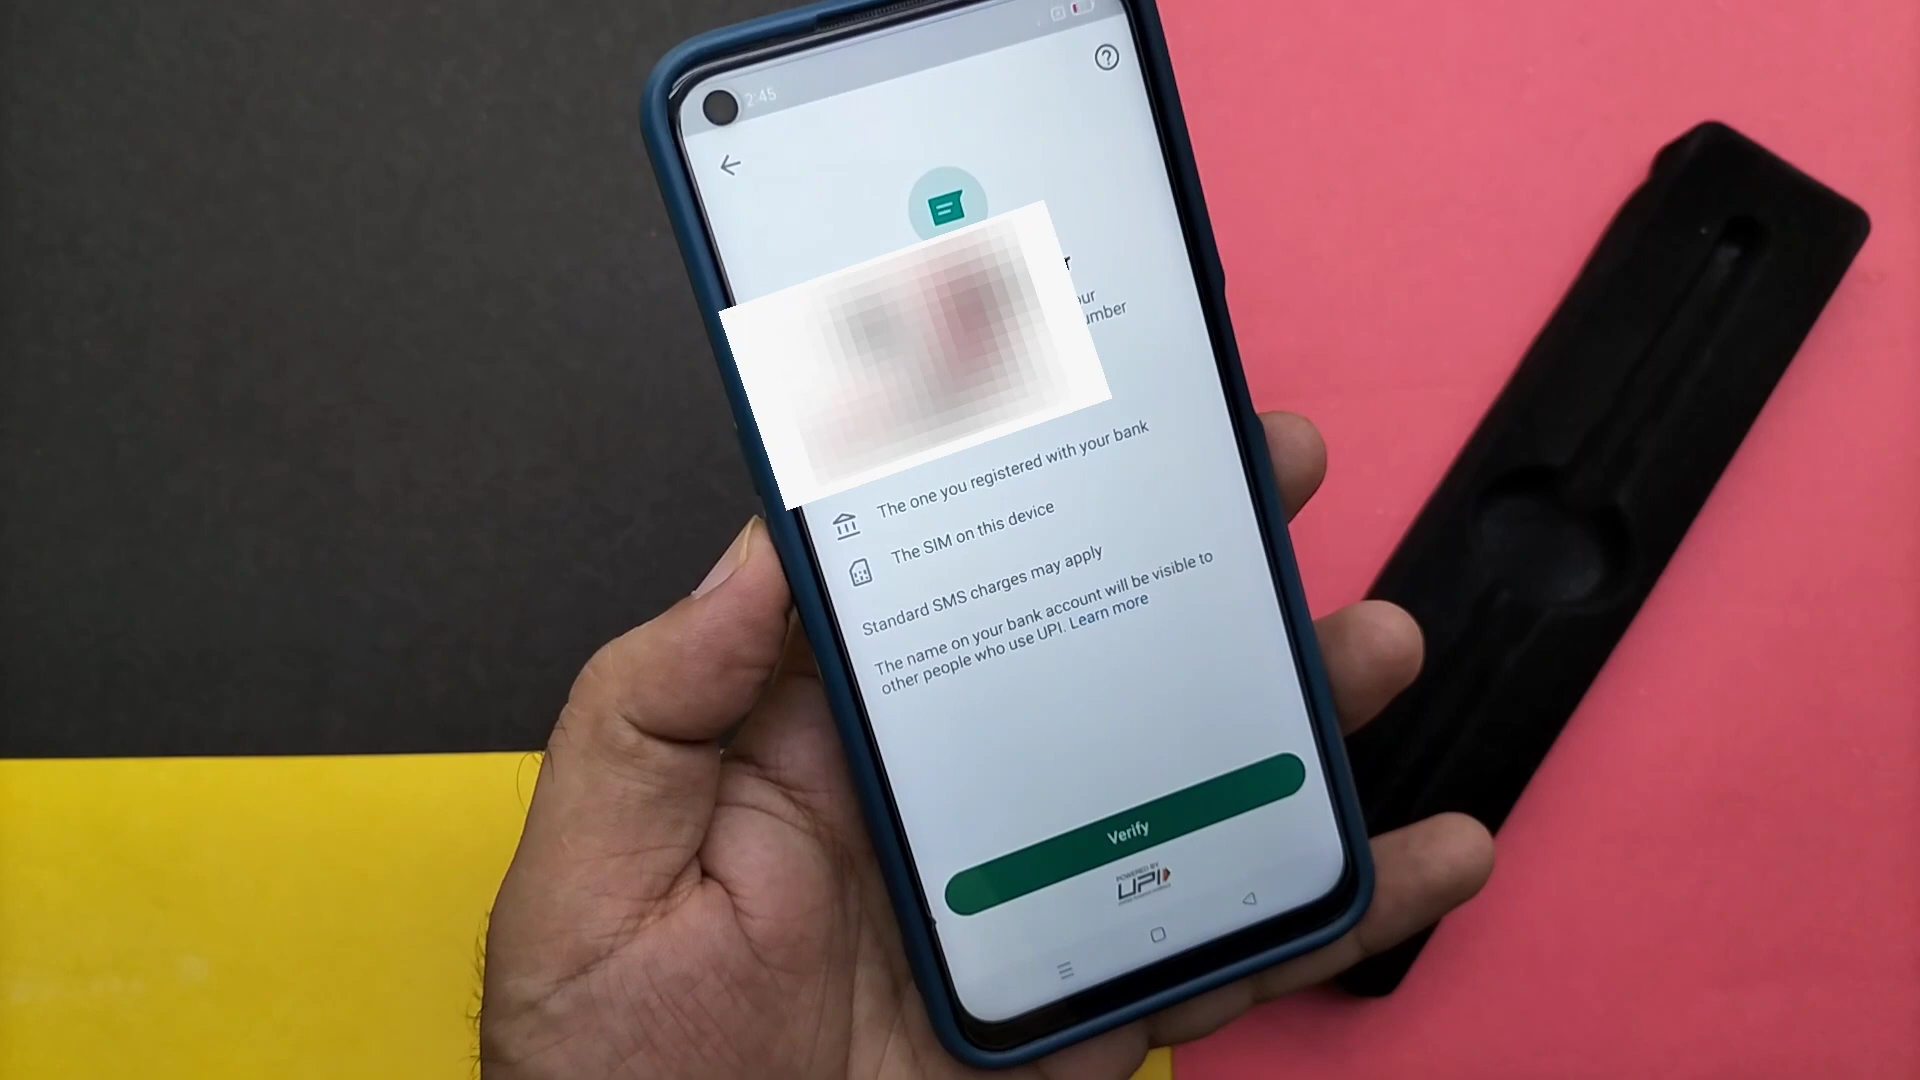 2:45
The one you registered with your bank
The SIM on this device
Standard SMS charges may apply
The name on your bank account will be visible to
other people who use UPI. Learn more
Verify
POWERED BY
UPI